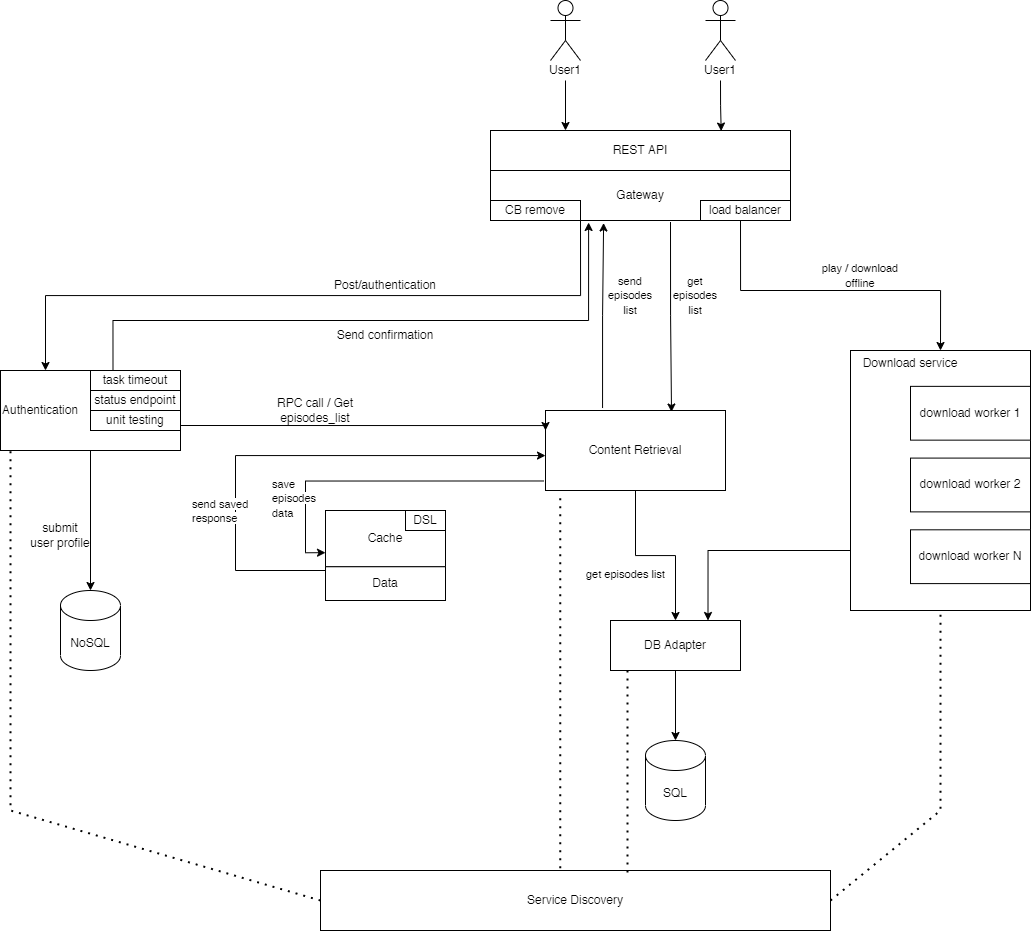 User1
User1
REST API
Gateway
CB remove
load balancer
Post/authentication
Send confirmation
send
episodes
list
get
episodes
list
play / download
offline
Authentication
task timeout
status endpoint
unit testing
RPC call / Get
episodes_list
Content Retrieval
Download service
download worker 1
download worker 2
download worker N
send saved
response
save
episodes
data
DSL
Cache
Data
submit
user profile
NoSQL
get episodes list
DB Adapter
SQL
Service Discovery